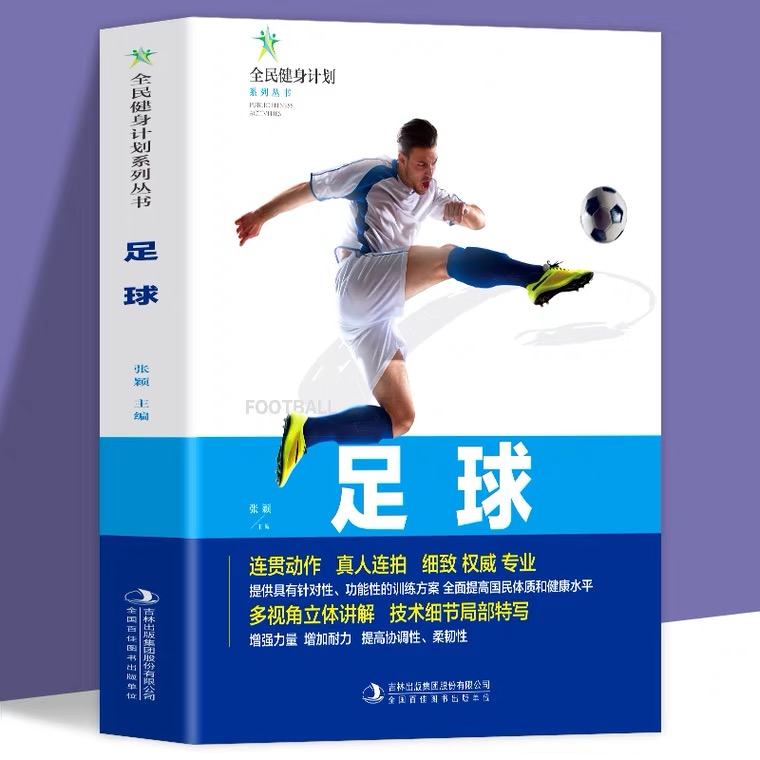 全民健身计划系列丛书
足球
张颖 主编
吉林出版集团股份有限公司
全国百佳图书出版单位
全民健身计划
系列丛书
PUBLIC FITNESS
ACTIVITIES
FOOTBALL
足球
张颖
主编
连贯动作 真人连拍 细致 权威 专业
提供具有针对性、功能性的训练方案 全面提高国民体质和健康水平
多视角立体讲解 技术细节局部特写
增强力量 增加耐力 提高协调性、柔韧性
吉林出版集团股份有限公司
全国百佳图书出版单位